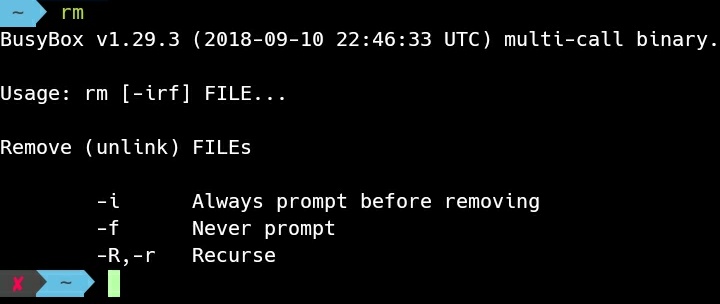 ~ rm
BusyBox v1.29.3 (2018-09-10 22:46:33 UTC) multi-call binary.
Usage: rm [-irf] FILE...
Remove (unlink) FILEs
-i Always prompt before removing
-f Never prompt
-R,-r Recurse
✘ ~